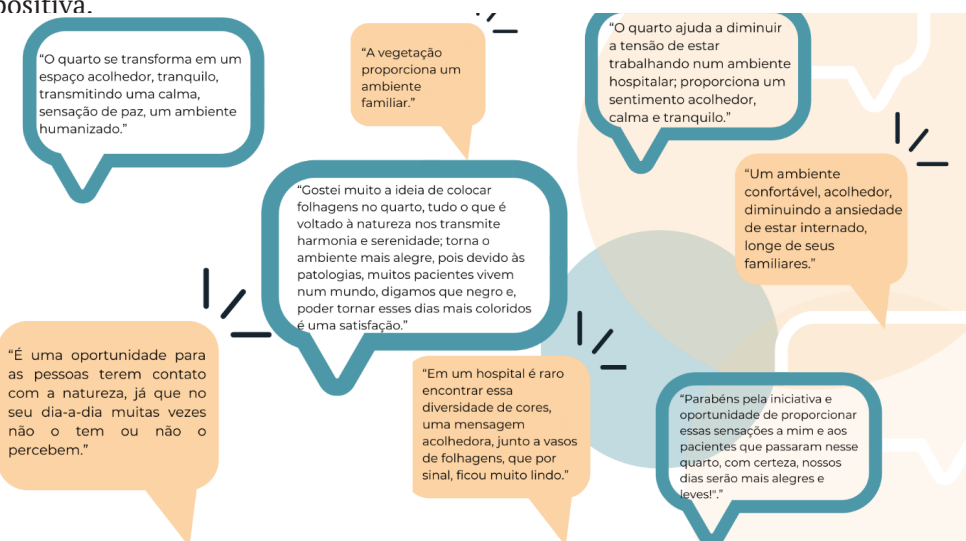 positiva.
“O quarto se transforma em um
espaço acolhedor, tranquilo,
transmitindo uma calma,
sensação de paz, um ambiente
humanizado.”
“A vegetação
proporciona um
ambiente
familiar.”
“O quarto ajuda a diminuir
a tensão de estar
trabalhando num ambiente
hospitalar; proporciona um
sentimento acolhedor,
calma e tranquilo.”
“Gostei muito a ideia de colocar
folhagens no quarto, tudo o que é
voltado à natureza nos transmite
harmonia e serenidade; torna o
ambiente mais alegre, pois devido às
patologias, muitos pacientes vivem
num mundo, digamos que negro e,
poder tornar esses dias mais coloridos
é uma satisfação.”
“Um ambiente
confortável, acolhedor,
diminuindo a ansiedade
de estar internado,
longe de seus
familiares.”
“É uma oportunidade para
as pessoas terem contato
com a natureza, já que no
seu dia-a-dia muitas vezes
não o tem ou não o
percebem.”
“Em um hospital é raro
encontrar essa
diversidade de cores,
uma mensagem
acolhedora, junto a vasos
de folhagens, que por
sinal, ficou muito lindo.”
“Parabéns pela iniciativa e
oportunidade de proporcionar
essas sensações a mim e aos
pacientes que passaram nesse
quarto, com certeza, nossos
dias serão mais alegres e
leves!".”